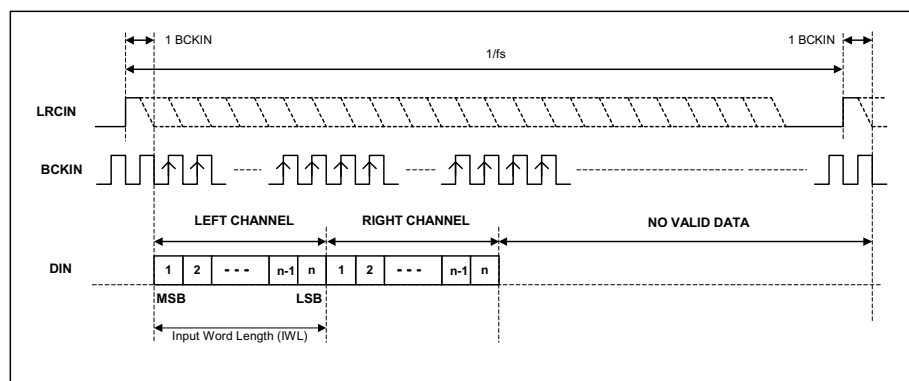 1 BCKIN
1 BCKIN
1/fs
LRCIN
BCKIN
LEFT CHANNEL
RIGHT CHANNEL
NO VALID DATA
DIN
1 2 - - - n-1 n 1 2 - - - n-1 n
MSB
LSB
Input Word Length (IWL)